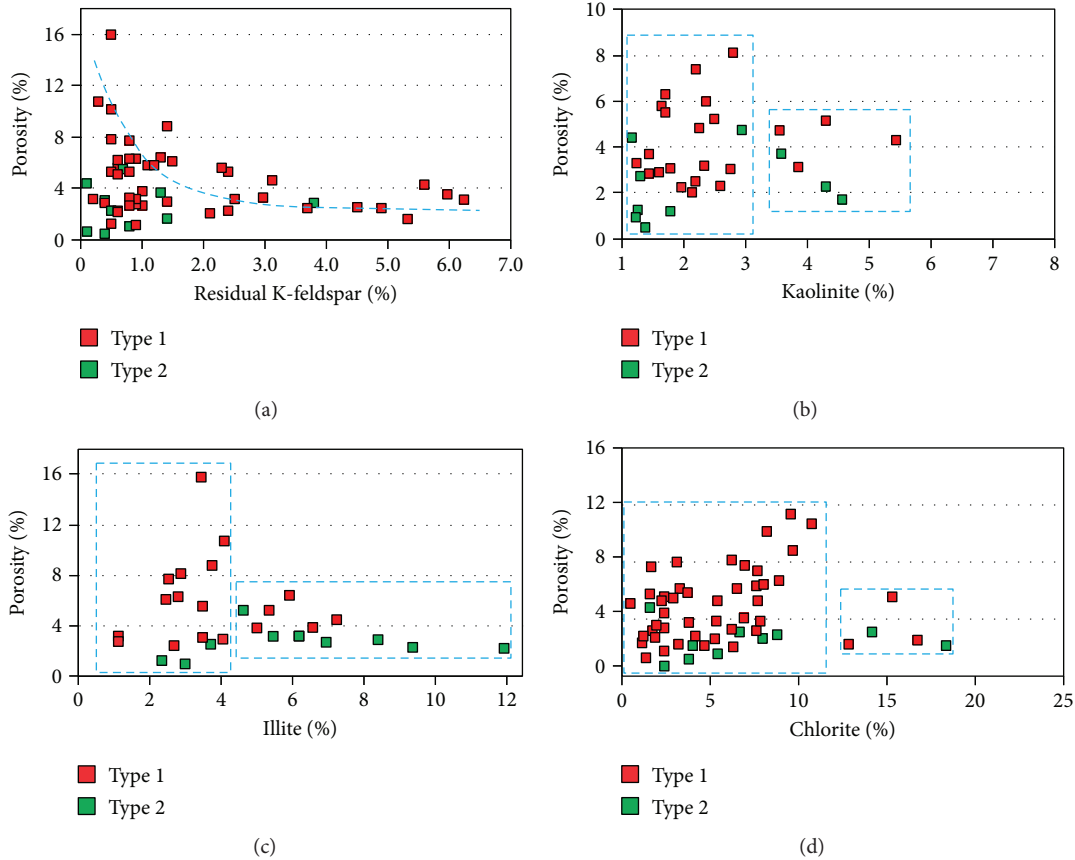 16
12
8
4
0
Porosity (%)
0 1.0 2.0 3.0 4.0 5.0 6.0 7.0
Residual K-feldspar (%)
Type 1
Type 2
(a)
10
8
6
4
2
0
Porosity (%)
1 2 3 4 5 6 7 8
Kaolinite (%)
Type 1
Type 2
(b)
16
12
8
4
0
Porosity (%)
0 2 4 6 8 10 12
Illite (%)
Type 1
Type 2
(c)
16
12
8
4
0
Porosity (%)
0 5 10 15 20 25
Chlorite (%)
Type 1
Type 2
(d)